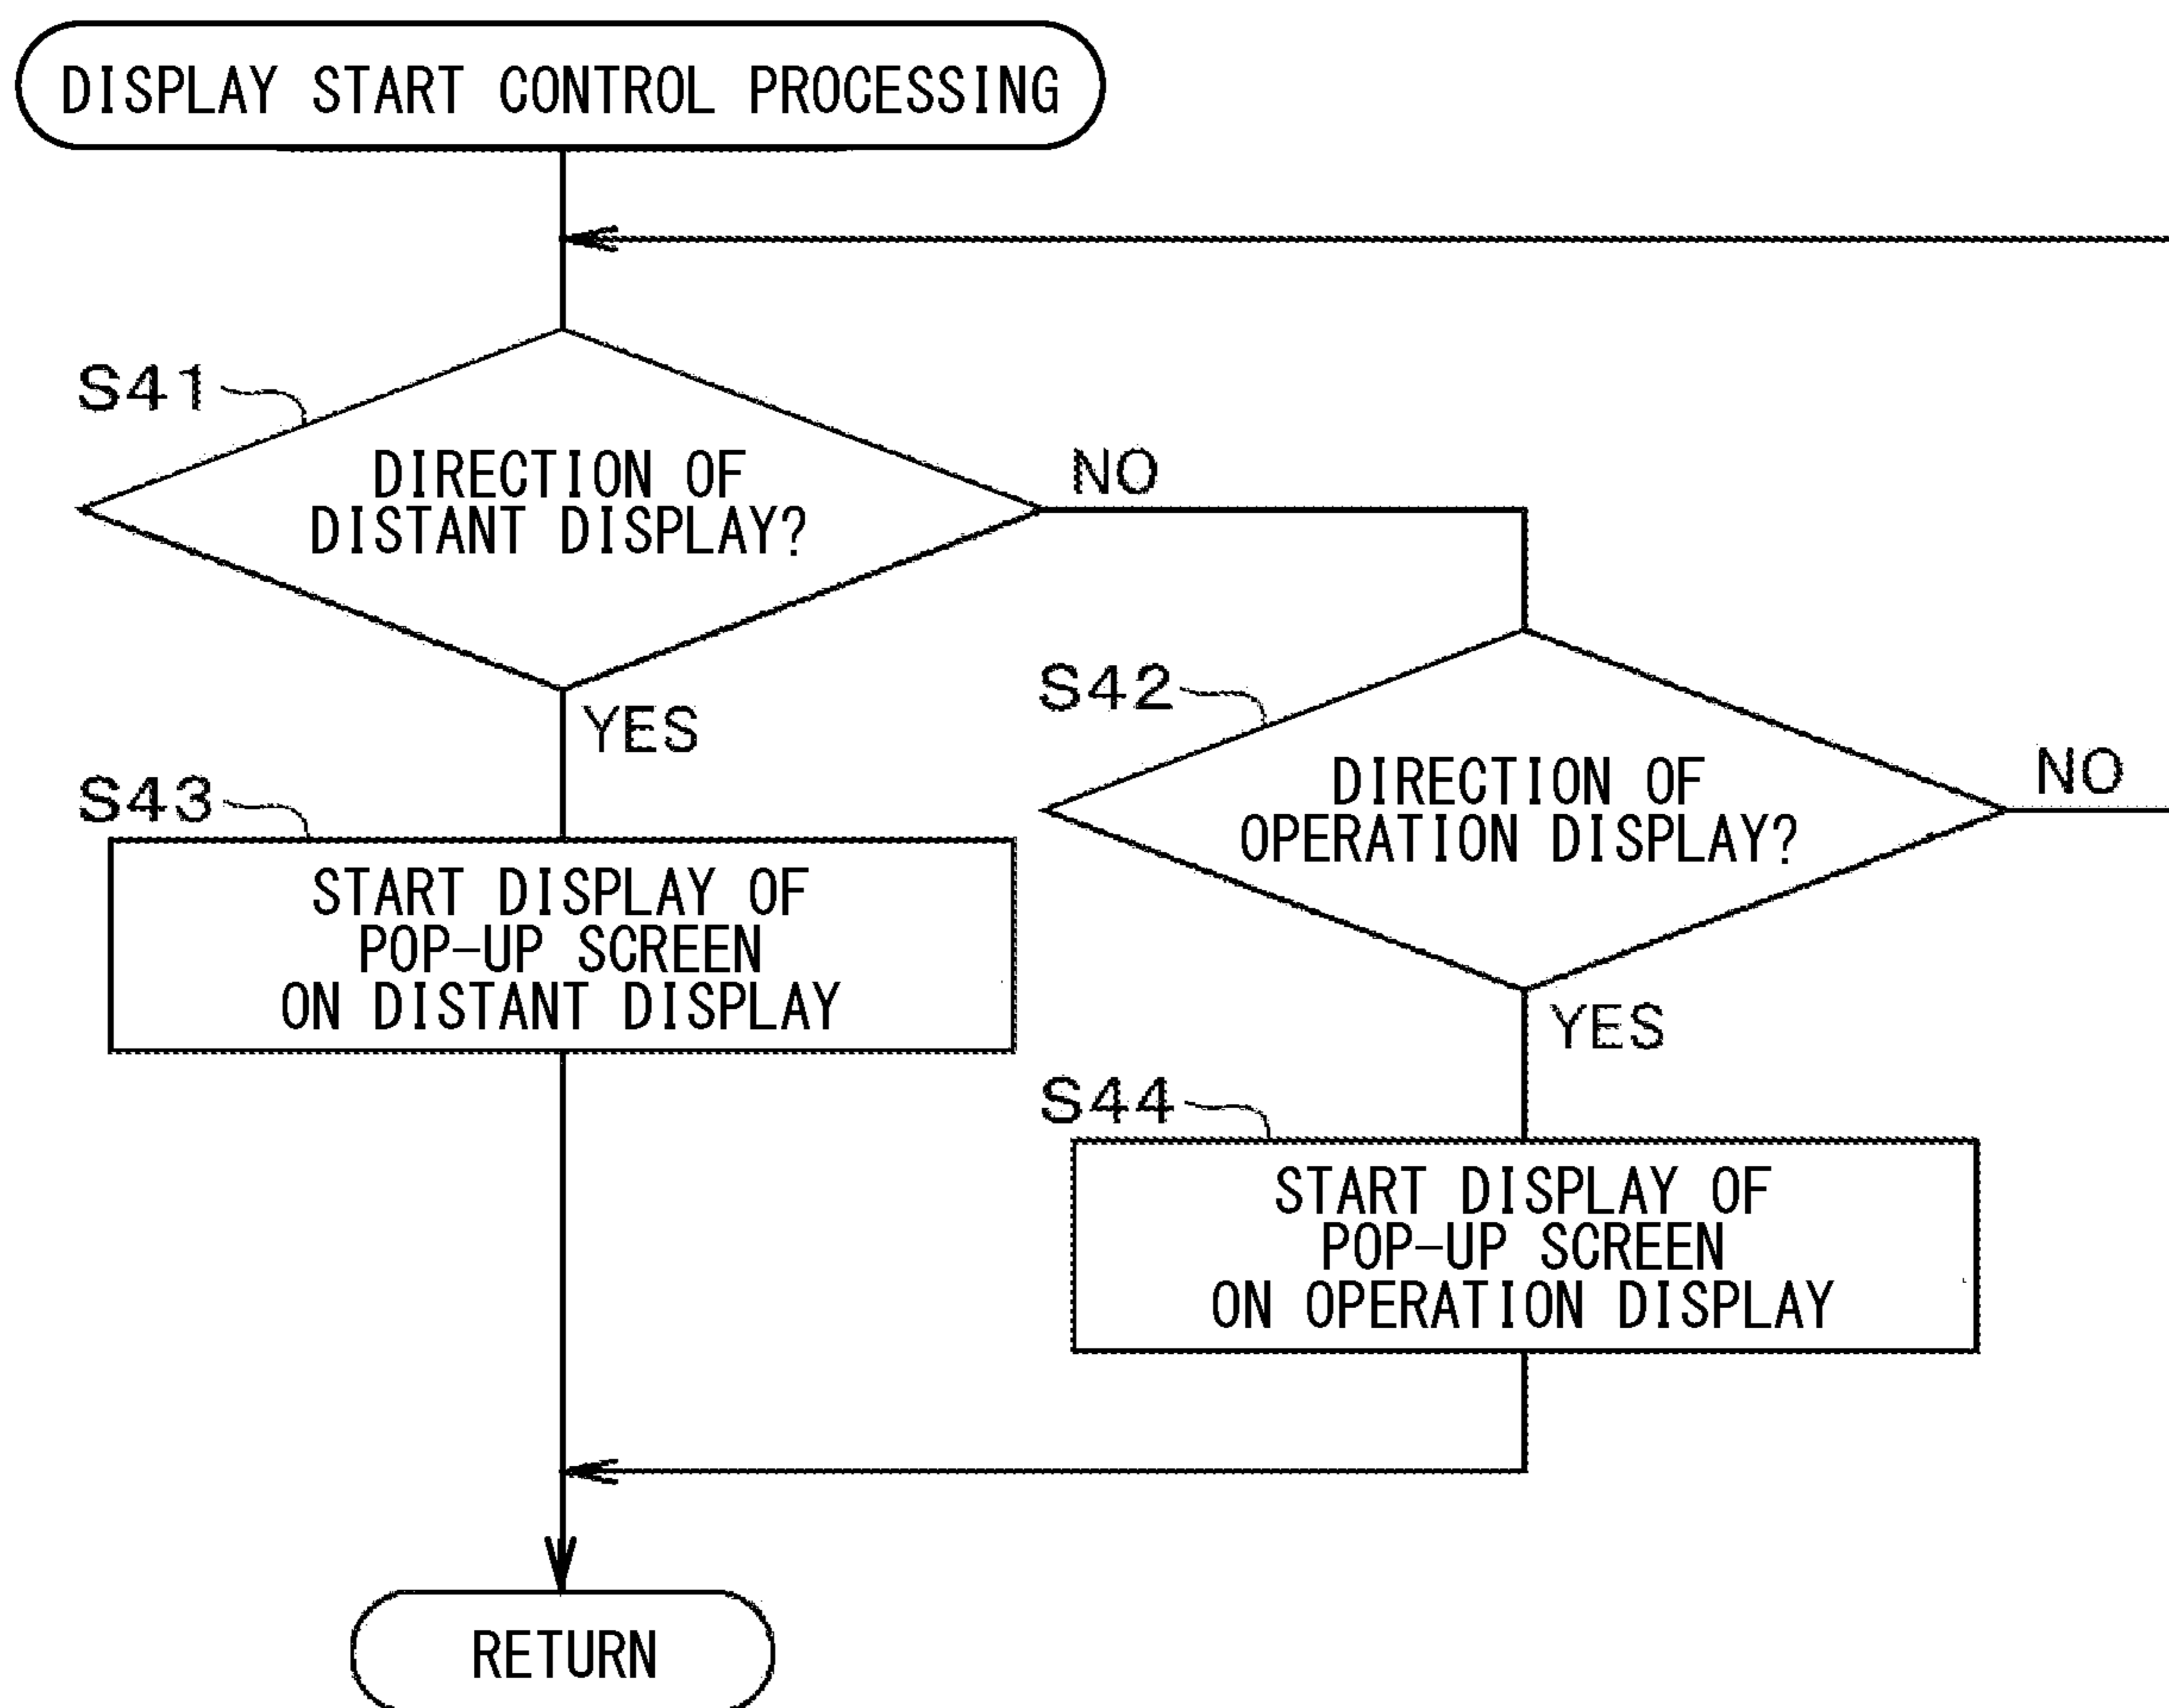 DISPLAY START CONTROL PROCESSING
S41
DIRECTION OF
DISTANT DISPLAY?
NO
YES
S42
DIRECTION OF
OPERATION DISPLAY?
NO
YES
S43
START DISPLAY OF
POP-UP SCREEN
ON DISTANT DISPLAY
S44
START DISPLAY OF
POP-UP SCREEN
ON OPERATION DISPLAY
RETURN